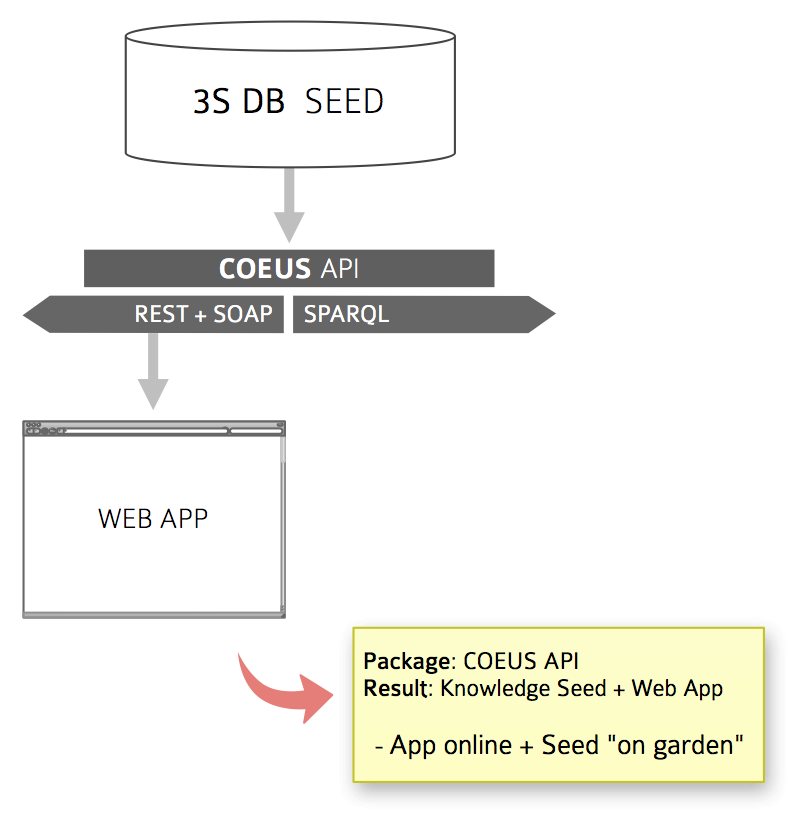 3S DB SEED
COEUS API
REST + SOAP
SPARQL
WEB APP
Package: COEUS API
Result: Knowledge Seed + Web App
- App online + Seed "on garden"